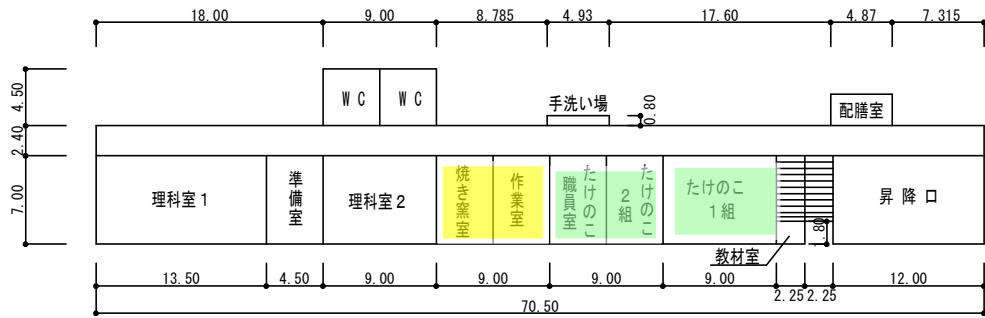 18.00 9.00 8.785 4.93 17.60 4.87 7.315
4.50
2.40
7.00
WC WC
手洗い場
0.80
配膳室
理科室1
準備室
理科室2
焼き窯室
作業室
たけのこ
職員室
たけのこ
2組
たけのこ
1組
1.80
昇降口
教材室
13.50 4.50 9.00 9.00 9.00 9.00 2.25 2.25 12.00
70.50